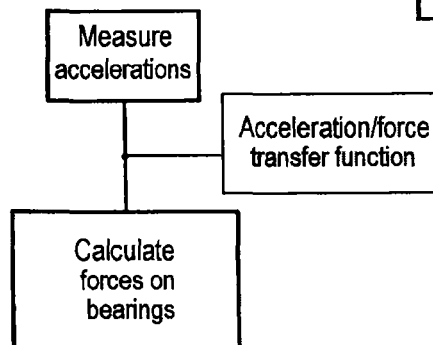 Measure
accelerations
Acceleration/force
transfer function
Calculate
forces on
bearings